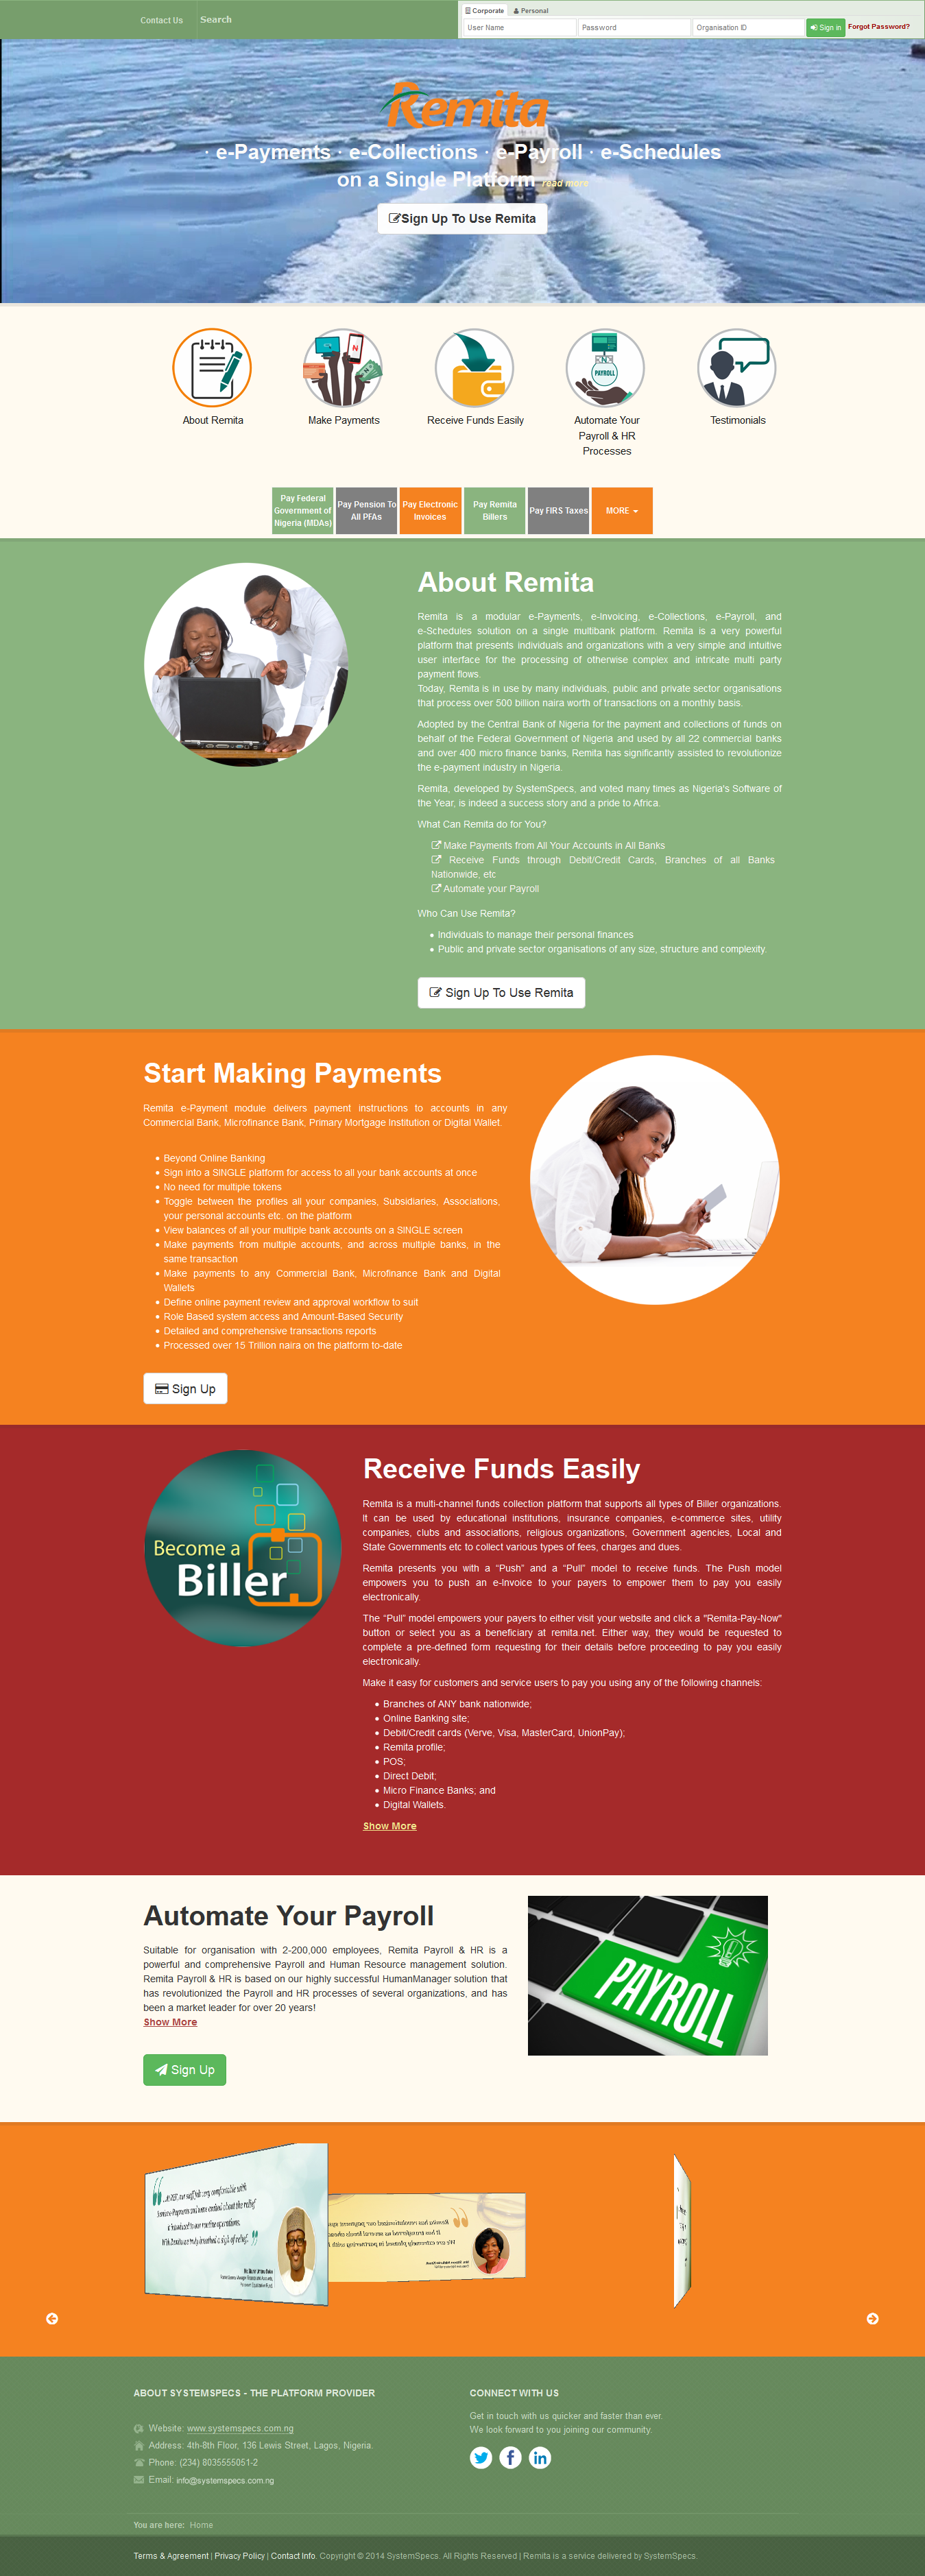 Contact Us
Search
Corporate
Personal
User Name
Password
Organisation ID
Sign in
Forgot Password?
Remita
· e-Payments · e-Collections · e-Payroll · e-Schedules
on a Single Platform read more
Sign Up To Use Remita
About Remita
Make Payments
Receive Funds Easily
PAYROLL
Automate Your
Payroll & HR
Processes
Testimonials
Pay Federal
Government of
Nigeria (MDAs)
Pay Pension To
All PFAs
Pay Electronic
Invoices
Pay Remita
Billers
Pay FIRS Taxes
MORE
About Remita
Remita is a modular e-Payments, e-Invoicing, e-Collections, e-Payroll, and
e-Schedules solution on a single multibank platform. Remita is a very powerful
platform that presents individuals and organizations with a very simple and intuitive
user interface for the processing of otherwise complex and intricate multi party
payment flows.
Today, Remita is in use by many individuals, public and private sector organisations
that process over 500 billion naira worth of transactions on a monthly basis.
Adopted by the Central Bank of Nigeria for the payment and collections of funds on
behalf of the Federal Government of Nigeria and used by all 22 commercial banks
and over 400 micro finance banks, Remita has significantly assisted to revolutionize
the e-payment industry in Nigeria.
Remita, developed by SystemSpecs, and voted many times as Nigeria's Software of
the Year, is indeed a success story and a pride to Africa.
What Can Remita do for You?
Make Payments from All Your Accounts in All Banks
Receive Funds through Debit/Credit Cards, Branches of all Banks
Nationwide, etc
Automate your Payroll
Who Can Use Remita?
• Individuals to manage their personal finances
• Public and private sector organisations of any size, structure and complexity.
Sign Up To Use Remita
Start Making Payments
Remita e-Payment module delivers payment instructions to accounts in any
Commercial Bank, Microfinance Bank, Primary Mortgage Institution or Digital Wallet.
• Beyond Online Banking
• Sign into a SINGLE platform for access to all your bank accounts at once
• No need for multiple tokens
• Toggle between the profiles all your companies, Subsidiaries, Associations,
your personal accounts etc. on the platform
• View balances of all your multiple bank accounts on a SINGLE screen
• Make payments from multiple accounts, and across multiple banks, in the
same transaction
• Make payments to any Commercial Bank, Microfinance Bank and Digital
Wallets
• Define online payment review and approval workflow to suit
• Role Based system access and Amount-Based Security
• Detailed and comprehensive transactions reports
• Processed over 15 Trillion naira on the platform to-date
Sign Up
Become a
Biller
Receive Funds Easily
Remita is a multi-channel funds collection platform that supports all types of Biller organizations.
It can be used by educational institutions, insurance companies, e-commerce sites, utility
companies, clubs and associations, religious organizations, Government agencies, Local and
State Governments etc to collect various types of fees, charges and dues.
Remita presents you with a “Push” and a “Pull” model to receive funds. The Push model
empowers you to push an e-Invoice to your payers to empower them to pay you easily
electronically.
The “Pull” model empowers your payers to either visit your website and click a "Remita-Pay-Now"
button or select you as a beneficiary at remita.net. Either way, they would be requested to
complete a pre-defined form requesting for their details before proceeding to pay you easily
electronically.
Make it easy for customers and service users to pay you using any of the following channels:
• Branches of ANY bank nationwide;
• Online Banking site;
• Debit/Credit cards (Verve, Visa, MasterCard, UnionPay);
• Remita profile;
• POS;
• Direct Debit;
• Micro Finance Banks; and
• Digital Wallets.
Show More
Automate Your Payroll
Suitable for organisation with 2-200,000 employees, Remita Payroll & HR is a
powerful and comprehensive Payroll and Human Resource management solution.
Remita Payroll & HR is based on our highly successful HumanManager solution that
has revolutionized the Payroll and HR processes of several organizations, and has
been a market leader for over 20 years!
Show More
Sign Up
PAYROLL
ABOUT SYSTEMSPECS - THE PLATFORM PROVIDER
Website: www.systemspecs.com.ng
Address: 4th-8th Floor, 136 Lewis Street, Lagos, Nigeria.
Phone: (234) 8035555051-2
Email: info@systemspecs.com.ng
CONNECT WITH US
Get in touch with us quicker and faster than ever.
We look forward to you joining our community.
You are here: Home
Terms & Agreement | Privacy Policy | Contact Info. Copyright © 2014 SystemSpecs. All Rights Reserved | Remita is a service delivered by SystemSpecs.